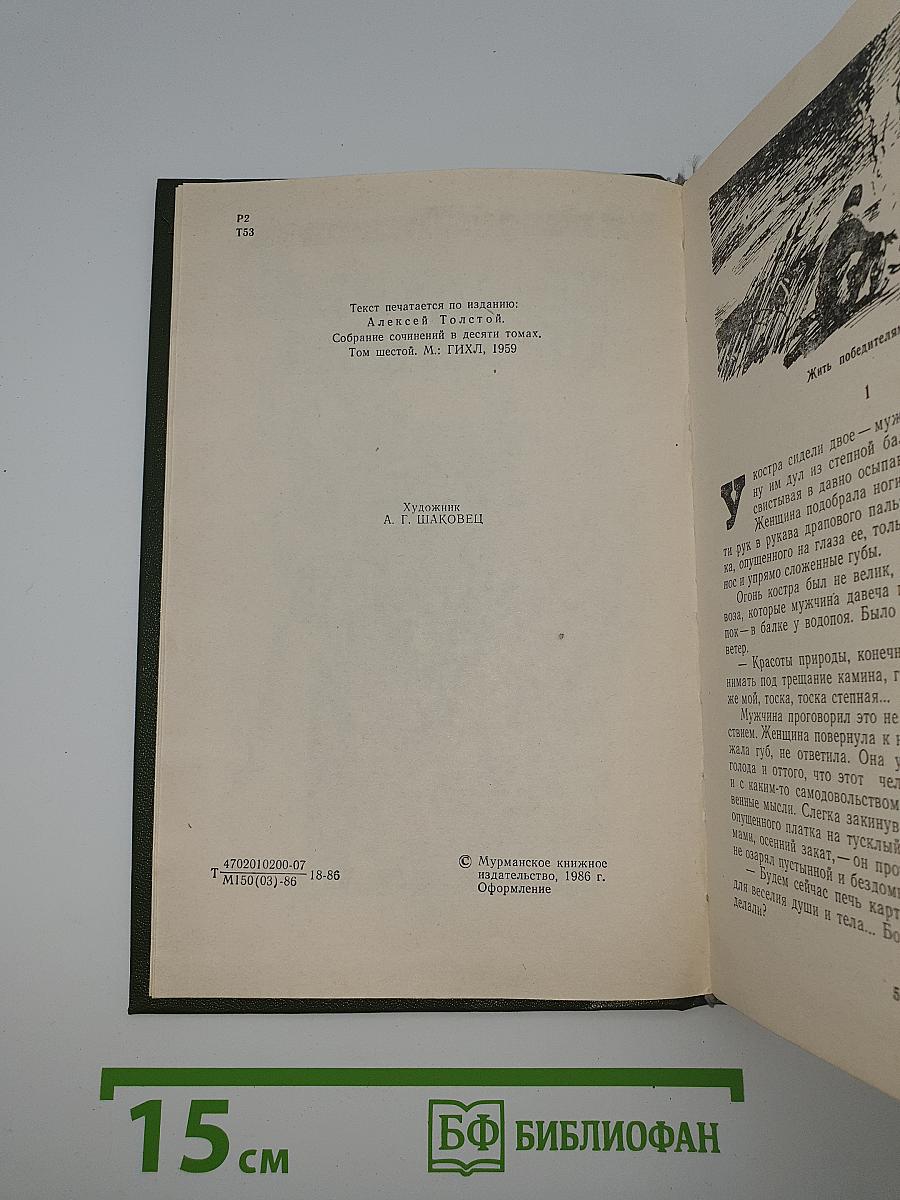 Р2
Т53
Текст печатается по изданию:
Алексей Толстой.
Собрание сочинений в десяти томах.
Том шестой. М.: ГИХЛ, 1959
Художник
А. Г. ШАКОВЕЦ
Т 4702010200-07
М150(03)-86 18-86
© Мурманское книжное
издательство, 1986 г.
Оформление
Жить
1
У костра сидели двое — муж
ну им дул из степной
свистывая в давно
Женщина подобрала ноги
ти рук в рукава драпового
ка, опущенного на глаза ее,
нос и упрямо сложенные губы.
Огонь костра был не велик,
воза, которые мужчина давеча
пок — в балке у водопоя. Было
ветер.
— Красоты природы, конечн
нимать под трещание камина,
же мой, тоска, тоска степная...
Мужчина проговорил это не
ствием. Женщина повернула к
жала губ, не ответила. Она
голода и оттого, что этот чел
и с каким-то самодовольством
венные мысли. Слегка закинув
опущенного платка на тусклый
мами, осенний закат, — он про
не озарял пустынной и бездом
— Будем сейчас печь карт
для веселия души и тела... Бо
делали?
5
15 см
БФ БИБЛИОФАН